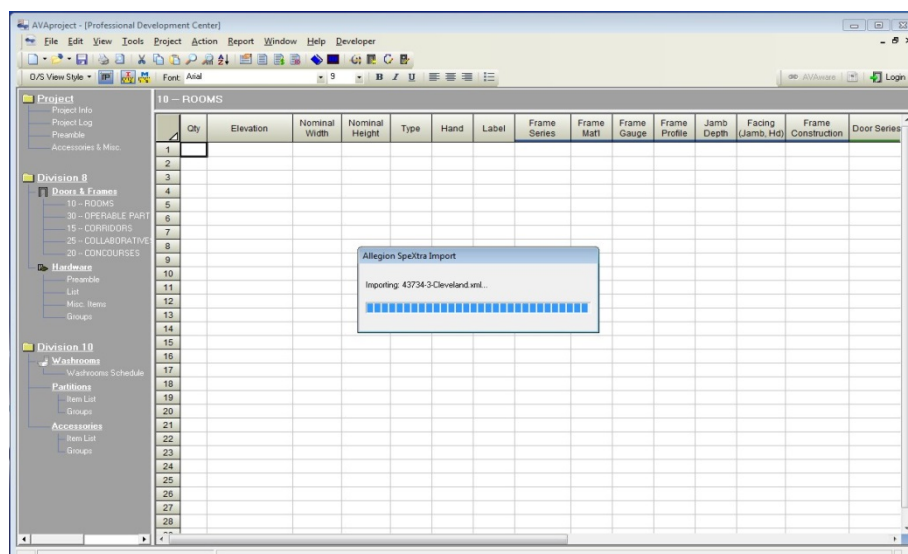 AVAproject - [Professional Development Center]
File Edit View Tools Project Action Report Window Help Developer
O/S View Style Font: Arial 9 B I U AVAware Login
Project
Project Info
Project Log
Preamble
Accessories & Misc.
Division 8
Doors & Frames
10 – ROOMS
30 – OPERABLE PART
15 – CORRIDORS
25 – COLLABORATIVE
20 – CONCOURSES
Hardware
Preamble
List
Misc. Items
Groups
Division 10
Washrooms
Washrooms Schedule
Partitions
Item List
Groups
Accessories
Item List
Groups
10 – ROOMS
Qty Elevation Nominal Width Nominal Height Type Hand Label Frame Series Frame Mat'l Frame Gauge Frame Profile Jamb Depth Facing (Jamb, Hd) Frame Construction Door Series
1
2
3
4
5
6
7
8
9
10
11
12
13
14
15
16
17
18
19
20
21
22
23
24
25
26
27
28
Allegion SpeXtra Import
Importing: 43734-3-Cleveland.xml...